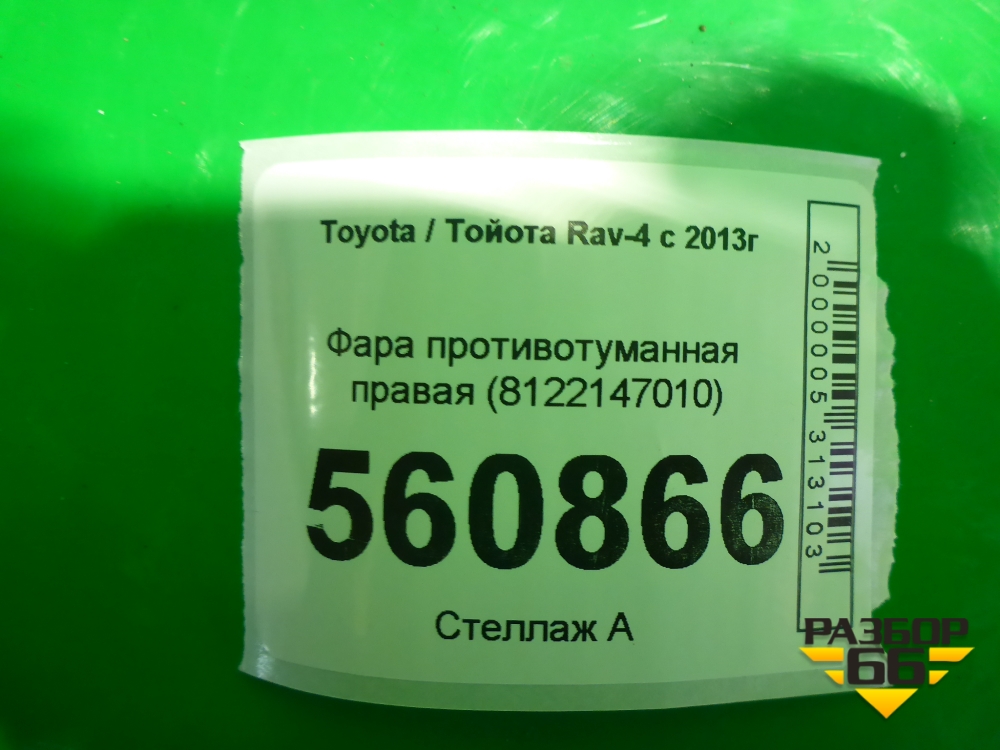 Toyota / Тойота Rav-4 с 2013г
Фара противотуманная
правая (8122147010)
560866
Стеллаж А
2000005313103
РАЗБОР
66